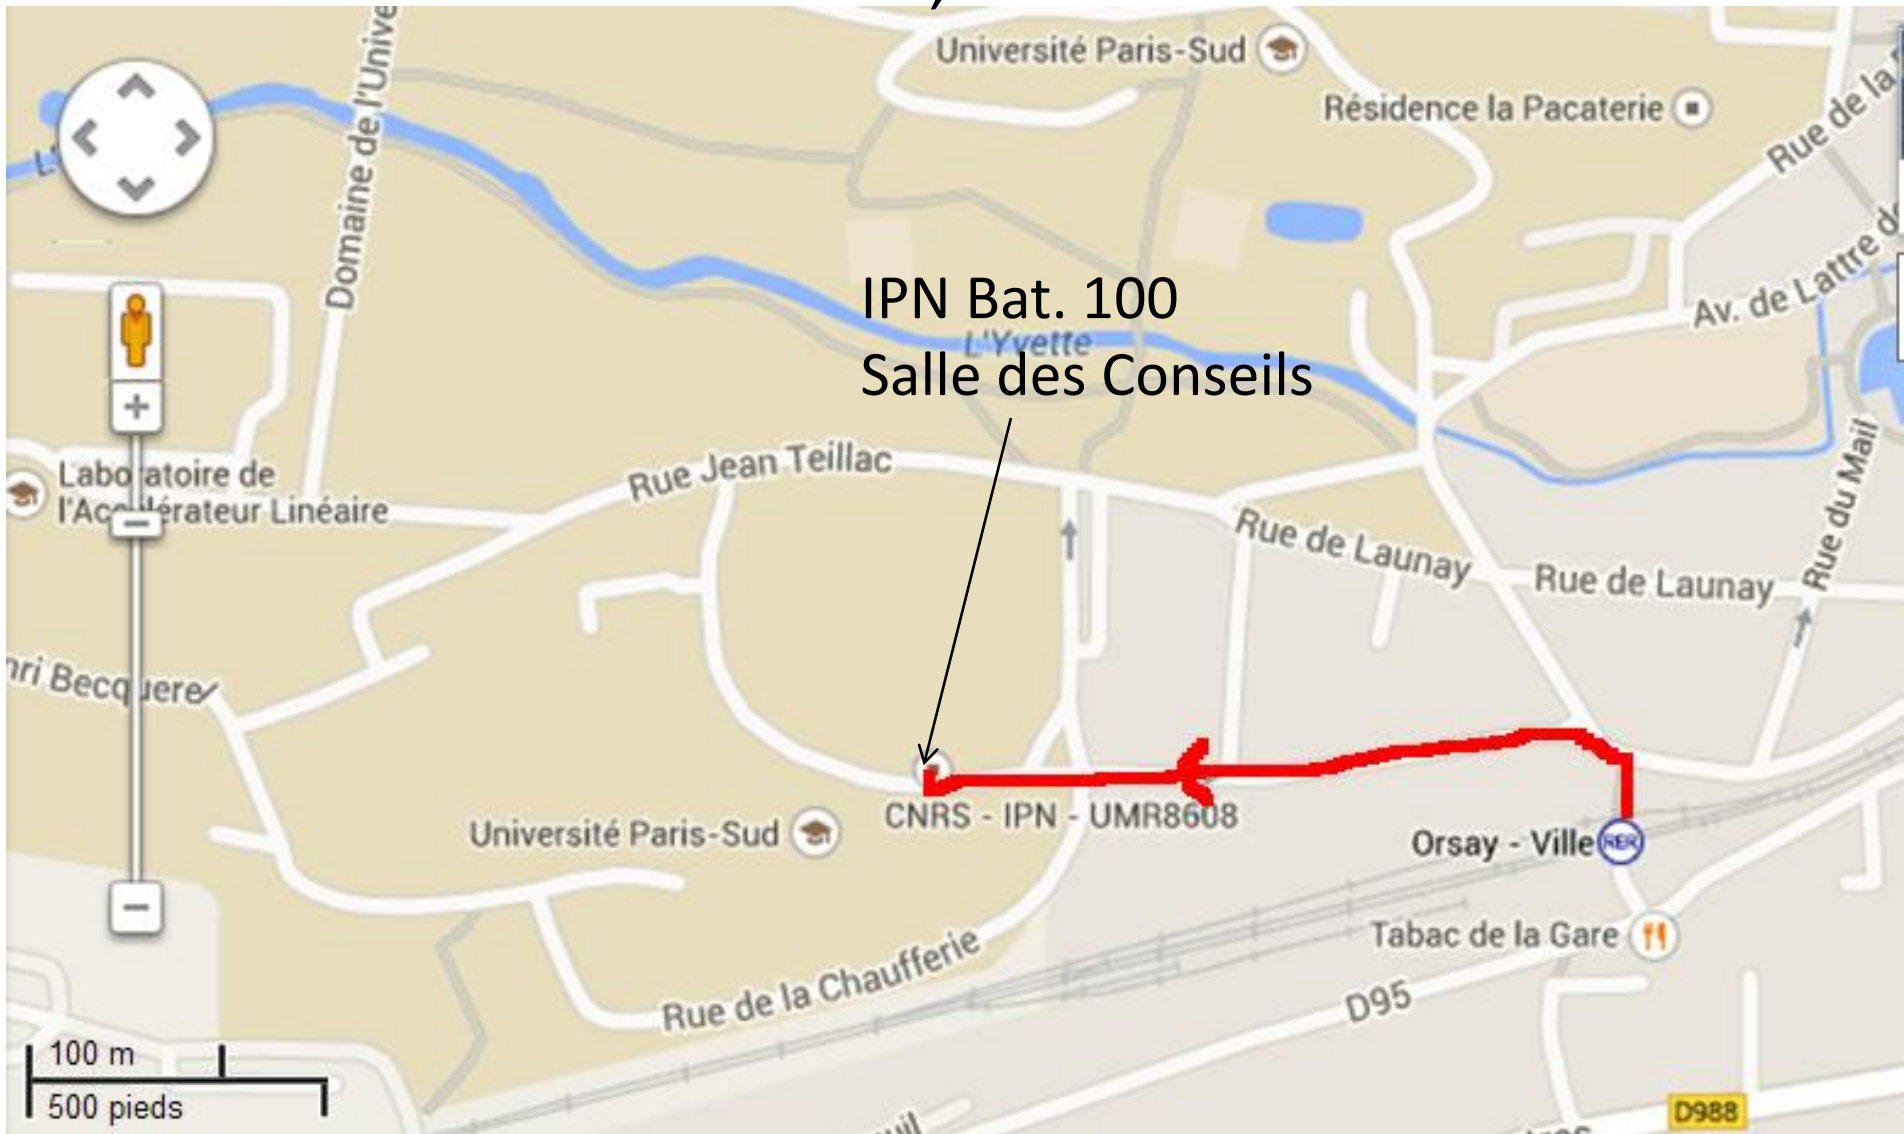 Université Paris-Sud
Résidence la Pacaterie
Rue de la
Domaine de l'Unive
Av. de Lattre d
IPN Bat. 100
L'Yvette
Salle des Conseils
Rue Jean Teillac
Laboratoire de
l'Accélérateur Linéaire
Rue de Launay
Rue de Launay
Rue du Mail
nri Becquere
CNRS - IPN - UMR8608
Université Paris-Sud
Orsay - Ville
RER
Tabac de la Gare
Rue de la Chaufferie
D95
100 m
500 pieds
D988